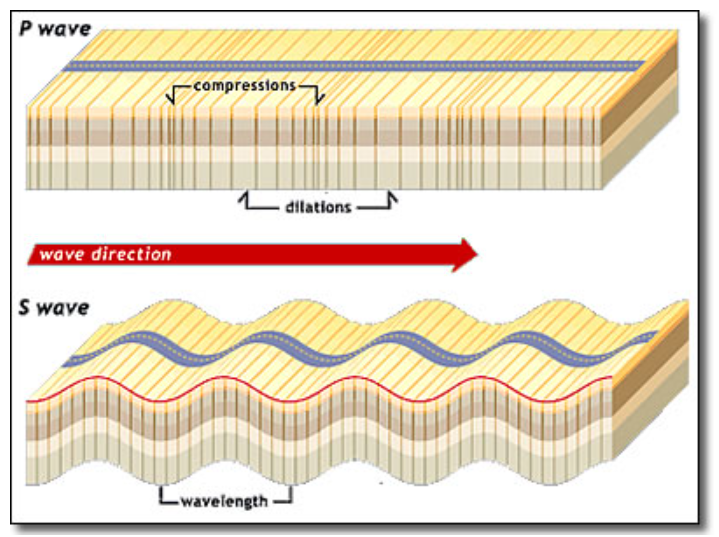 P wave
compressions
dilations
wave direction
S wave
wavelength